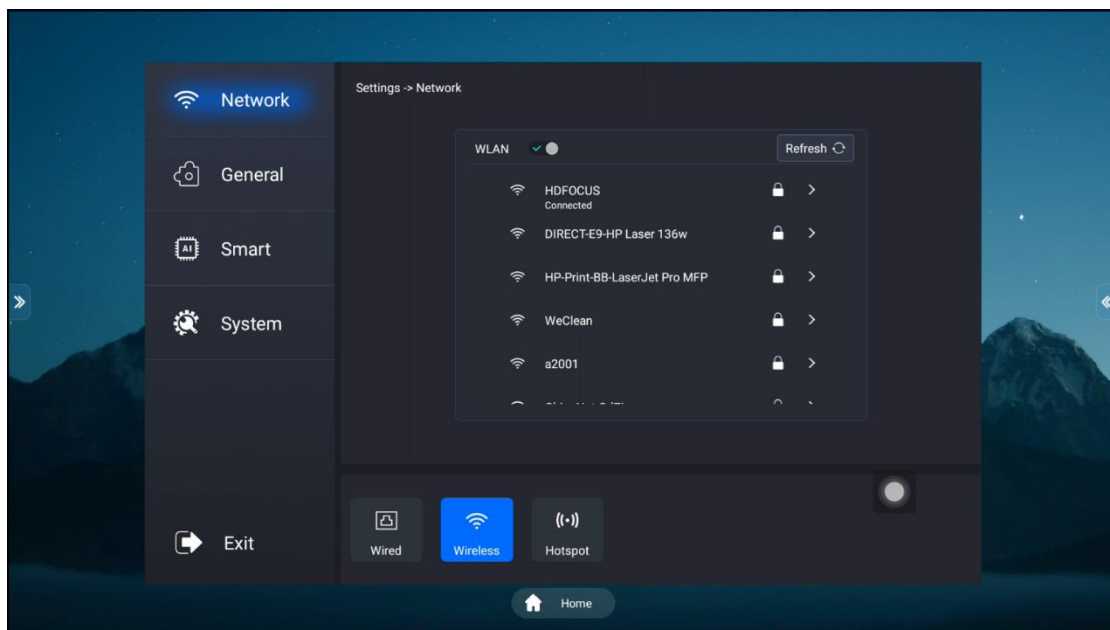 Network
General
AI
Smart
System
Exit
Settings -> Network
WLAN
Refresh
HDFOCUS
Connected
DIRECT-E9-HP Laser 136w
HP-Print-BB-LaserJet Pro MFP
WeClean
a2001
Wired
Wireless
Hotspot
Home